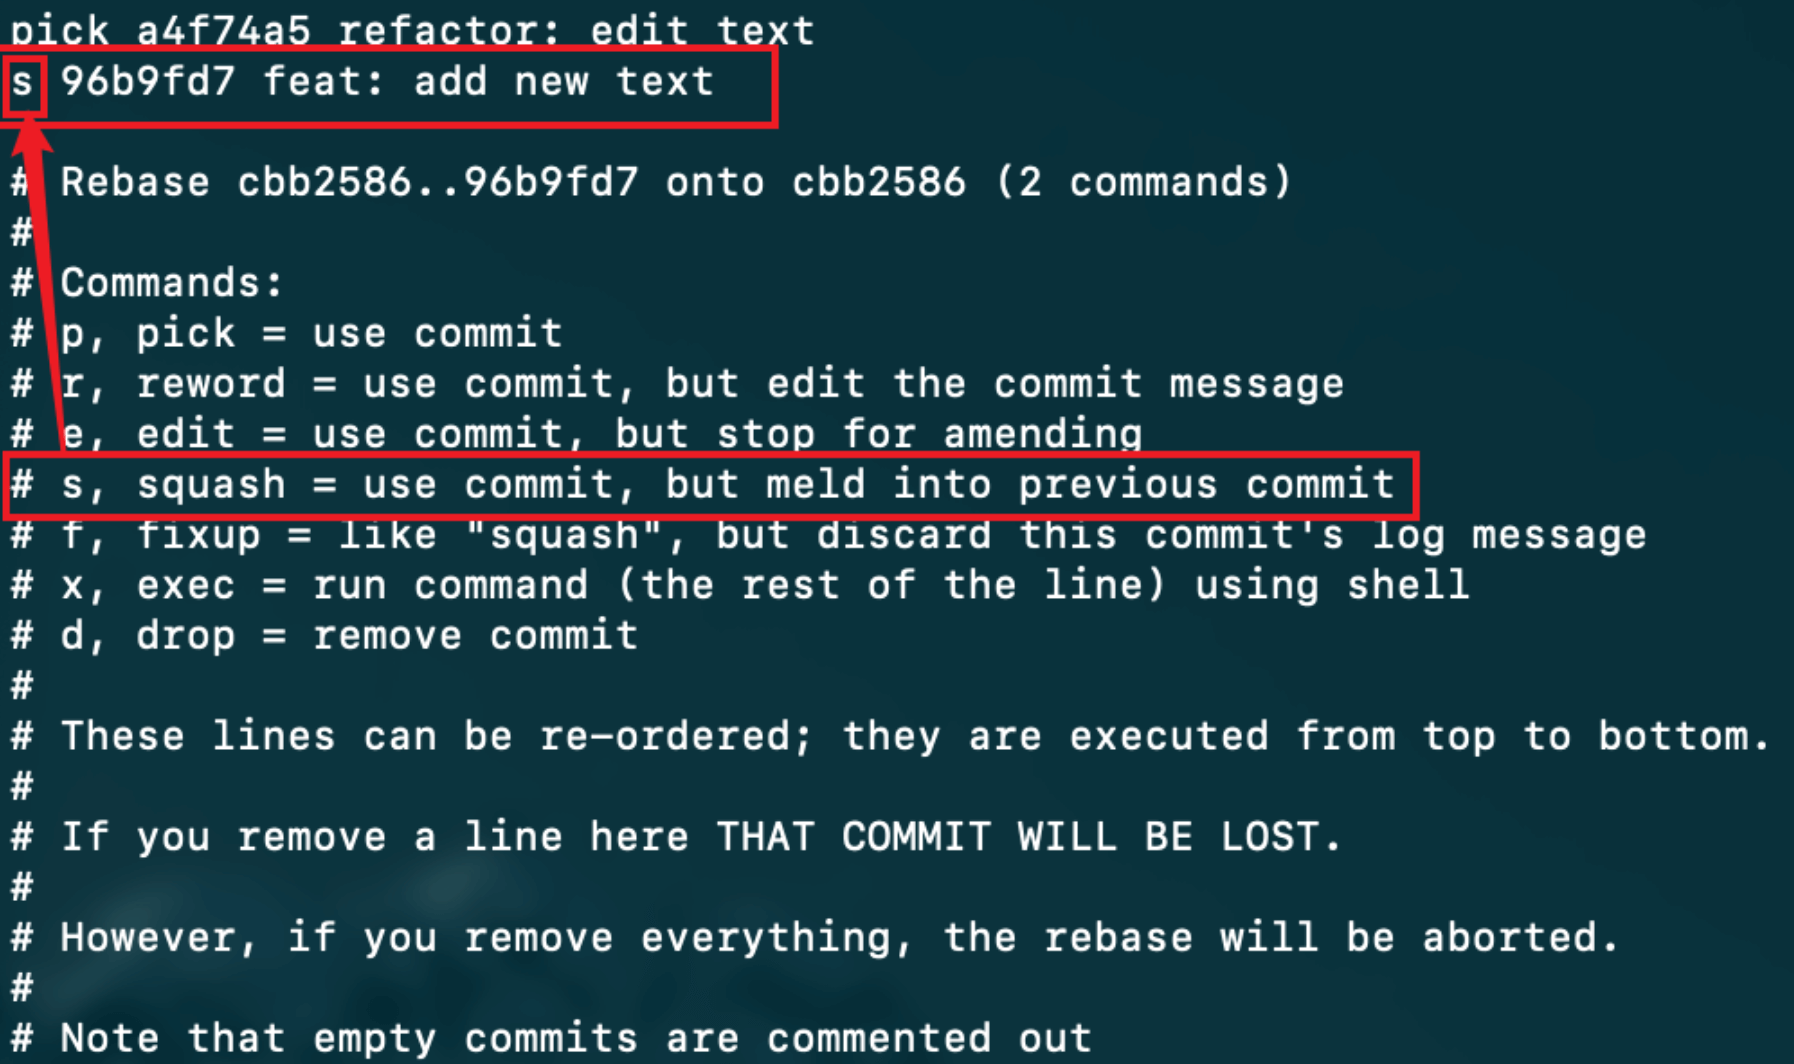 pick a4f74a5 refactor: edit text
s 96b9fd7 feat: add new text
# Rebase cbb2586..96b9fd7 onto cbb2586 (2 commands)
#
# Commands:
# p, pick = use commit
# r, reword = use commit, but edit the commit message
# e, edit = use commit, but stop for amending
# s, squash = use commit, but meld into previous commit
# f, fixup = like "squash", but discard this commit's log message
# x, exec = run command (the rest of the line) using shell
# d, drop = remove commit
#
# These lines can be re-ordered; they are executed from top to bottom.
#
# If you remove a line here THAT COMMIT WILL BE LOST.
#
# However, if you remove everything, the rebase will be aborted.
#
# Note that empty commits are commented out